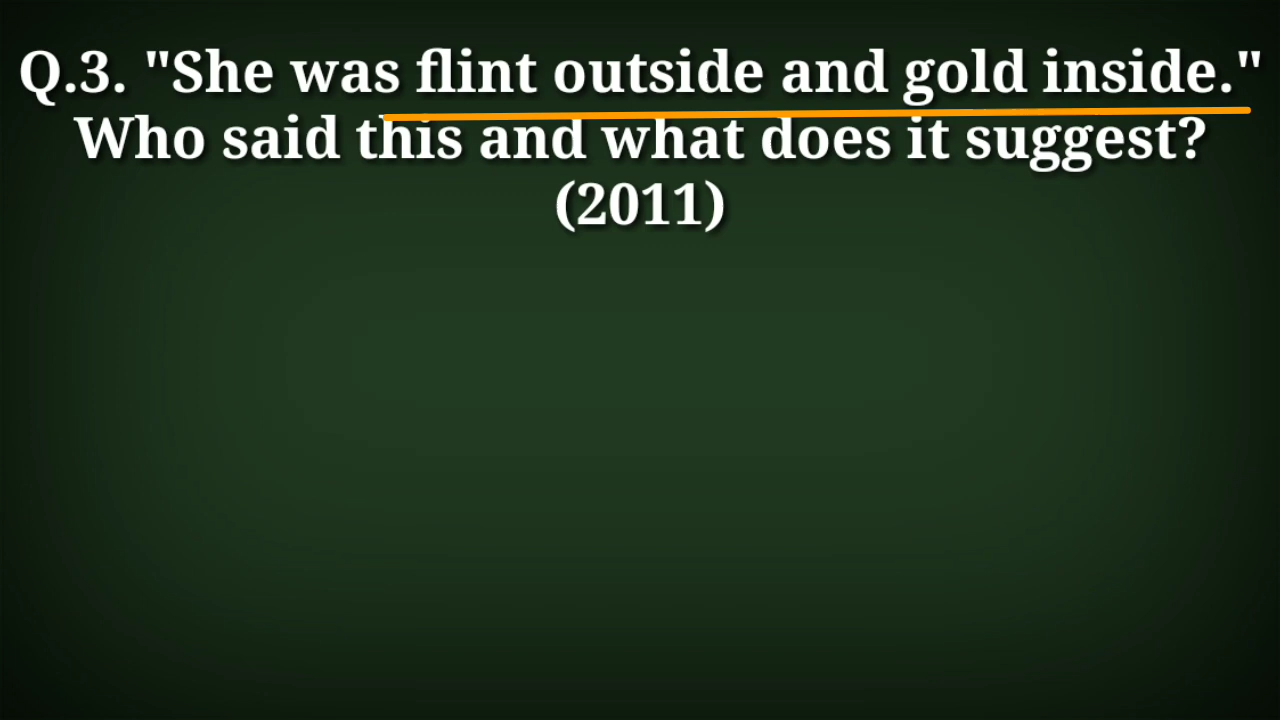 Q.3. "She was flint outside and gold inside."
Who said this and what does it suggest?
(2011)